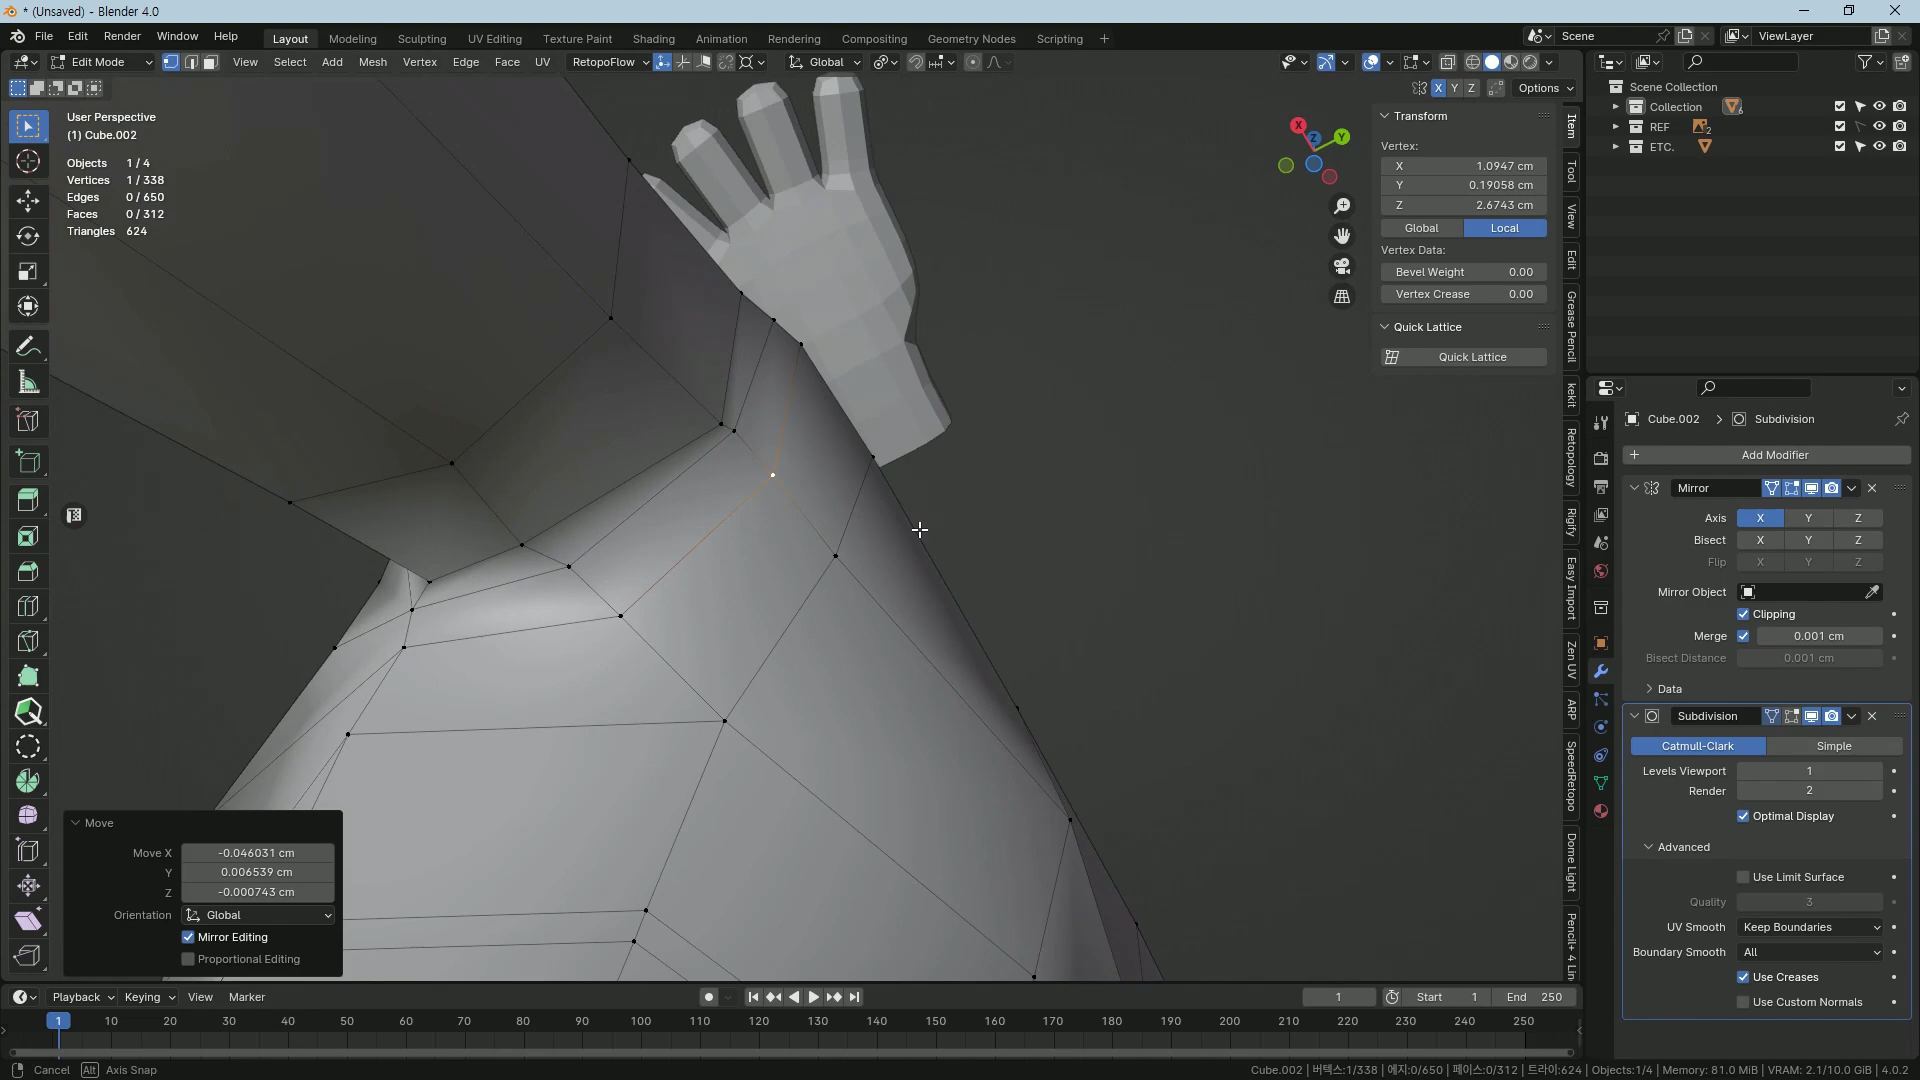 * (Unsaved) - Blender 4.0
File Edit Render Window Help
Layout Modeling Sculpting UV Editing Texture Paint Shading Animation Rendering Compositing Geometry Nodes Scripting +
Scene
ViewLayer
Edit Mode View Select Add Mesh Vertex Edge Face UV RetopoFlow Global
X Y Z Options
User Perspective
(1) Cube.002
Objects 1 / 4
Vertices 1 / 338
Edges 0 / 650
Faces 0 / 312
Triangles 624
X
Y
Z
Transform
Vertex:
X 1.0947 cm
Y 0.19058 cm
Z 2.6743 cm
Global Local
Vertex Data:
Bevel Weight 0.00
Vertex Crease 0.00
Quick Lattice
Quick Lattice
Item
Tool
View
Edit
Grease Pencil
kekit
Retopology
Rigify
Easy Import
Zen UV
ARP
SpeedRetopo
Dome Light
Pencil+ 4 Lin
Scene Collection
Collection 6
REF 2
ETC.
Cube.002 > Subdivision
+ Add Modifier
Mirror
Axis X Y Z
Bisect X Y Z
Flip X Y Z
Mirror Object
Clipping
Merge 0.001 cm
Bisect Distance 0.001 cm
Data
Subdivision
Catmull-Clark Simple
Levels Viewport 1
Render 2
Optimal Display
Advanced
Use Limit Surface
Quality 3
UV Smooth Keep Boundaries
Boundary Smooth All
Use Creases
Use Custom Normals
Move
Move X -0.046031 cm
Y 0.006539 cm
Z -0.000743 cm
Orientation Global
Mirror Editing
Proportional Editing
Playback Keying View Marker
1 Start 1 End 250
1 10 20 30 40 50 60 70 80 90 100 110 120 130 140 150 160 170 180 190 200 210 220 230 240 250
Cancel Alt Axis Snap
Cube.002 | 버텍스:1/338 | 에지:0/650 | 페이스:0/312 | 트라이:624 | Objects:1/4 | Memory: 81.0 MiB | VRAM: 2.1/10.0 GiB | 4.0.2